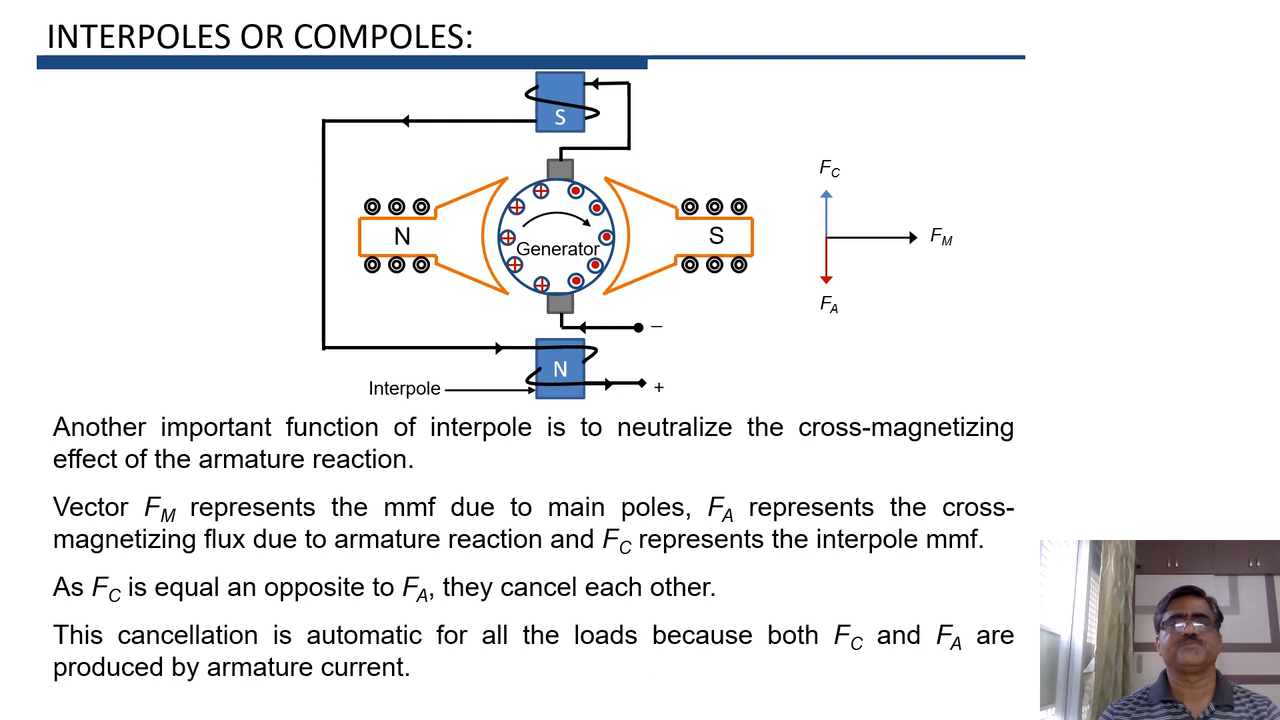 INTERPOLES OR COMPOLES:
S
N
Generator
S
−
N
Interpole
+
F_C
F_M
F_A
Another important function of interpole is to neutralize the cross-magnetizing
effect of the armature reaction.
Vector F_M represents the mmf due to main poles, F_A represents the cross-
magnetizing flux due to armature reaction and F_C represents the interpole mmf.
As F_C is equal an opposite to F_A, they cancel each other.
This cancellation is automatic for all the loads because both F_C and F_A are
produced by armature current.